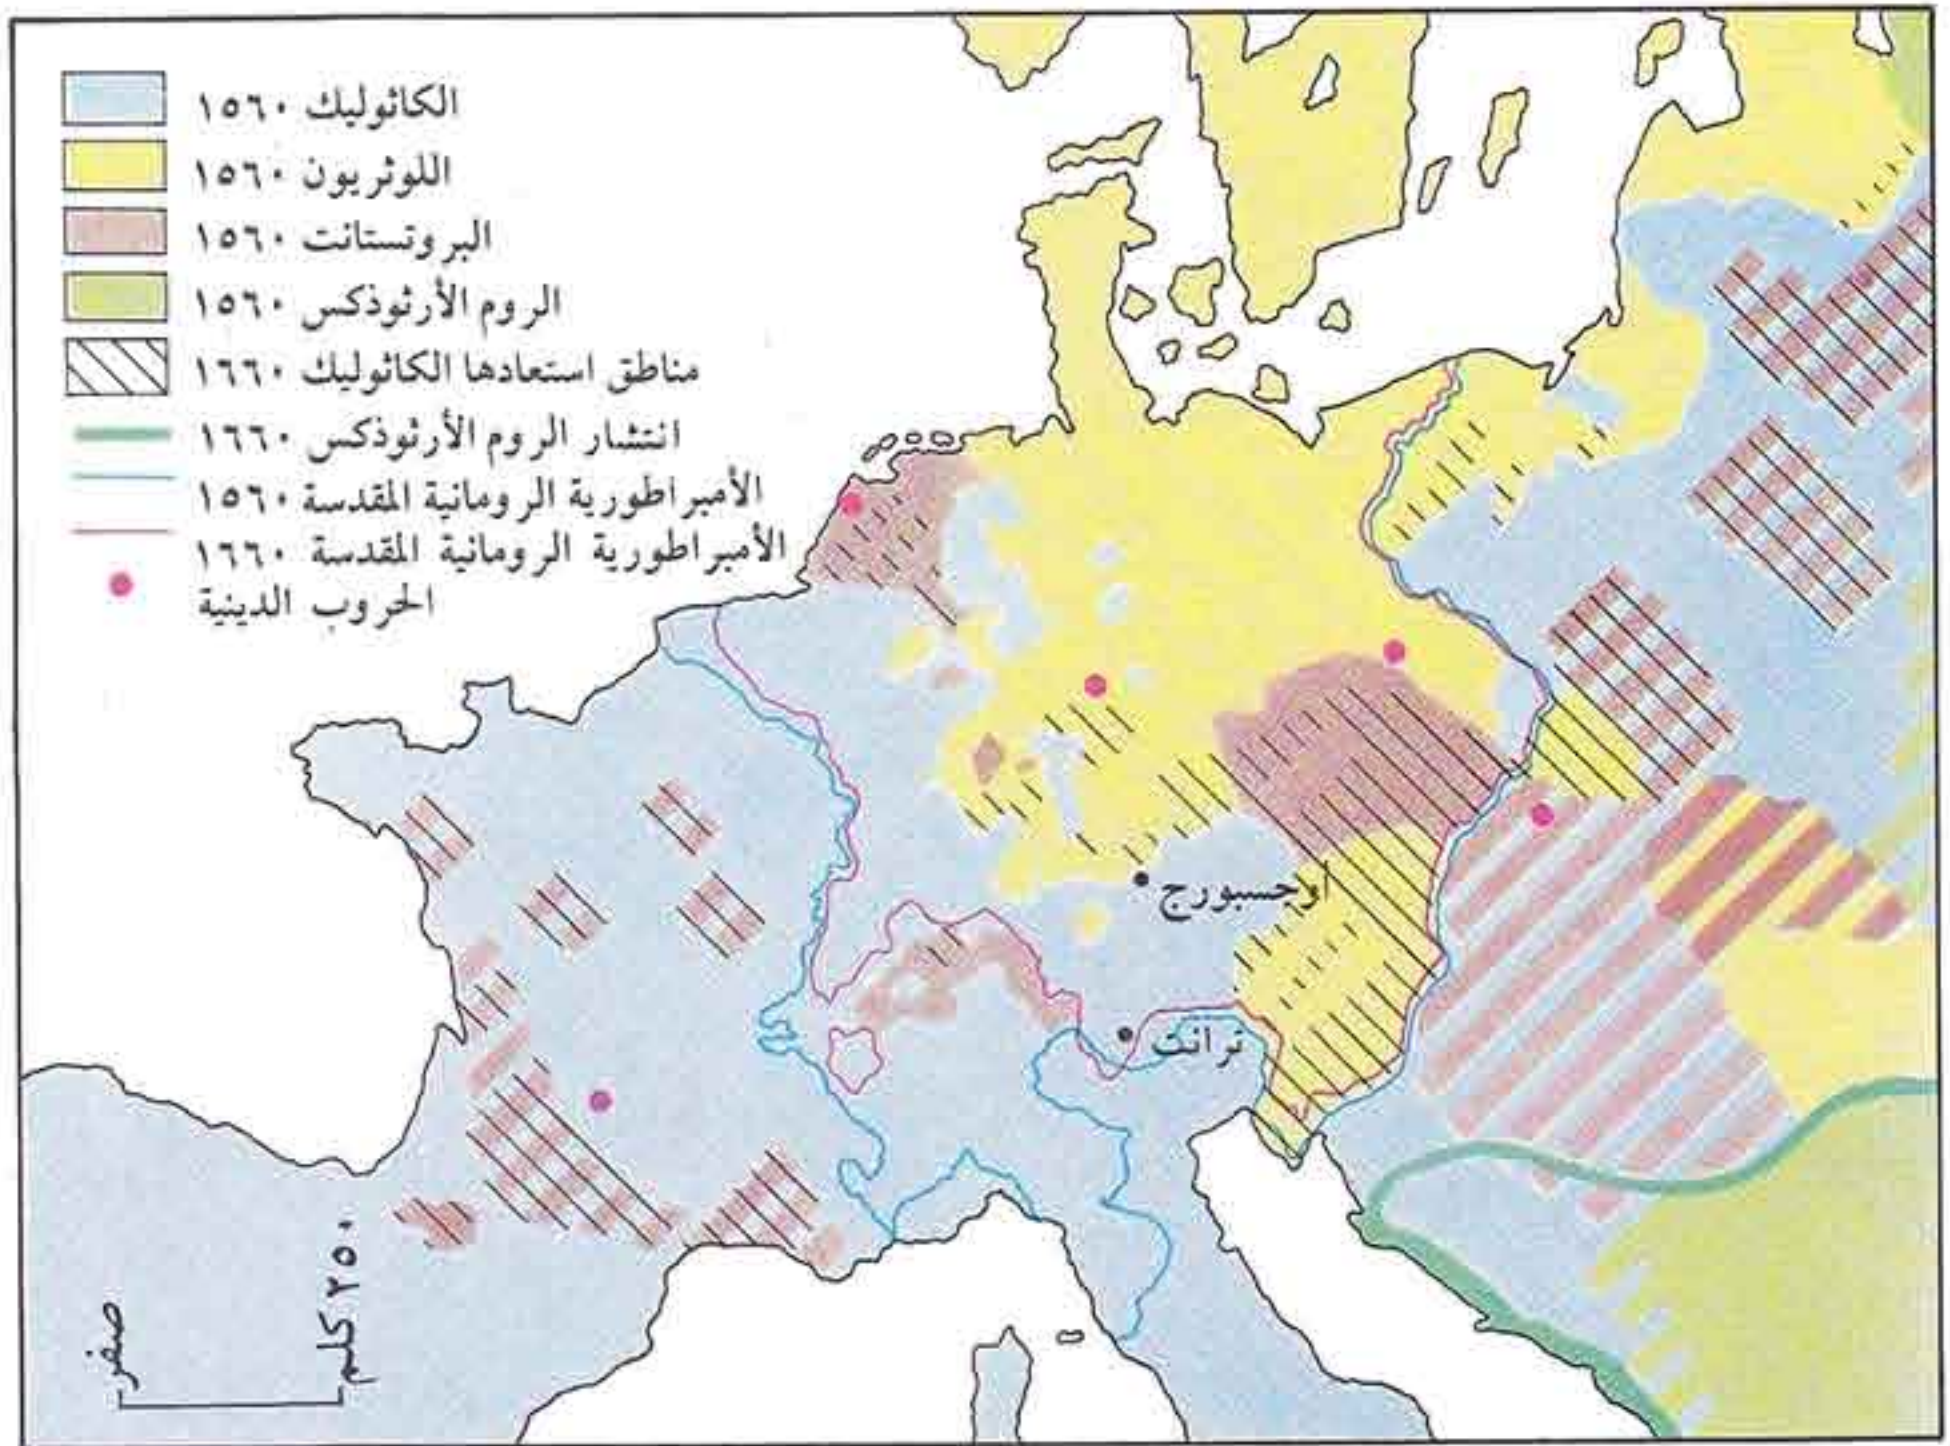 الكاثوليك ١٥٦٠
اللوثريون ١٥٦٠
البروتستانت ١٥٦٠
الروم الأرثوذكس ١٥٦٠
مناطق استعادها الكاثوليك ١٦٦٠
انتشار الروم الأرثوذكس ١٦٦٠
الأمبراطورية الرومانية المقدسة ١٥٦٠
الأمبراطورية الرومانية المقدسة ١٦٦٠
الحروب الدينية
أوجسبورج
ترانت
صفر
٢٥٠ كلم